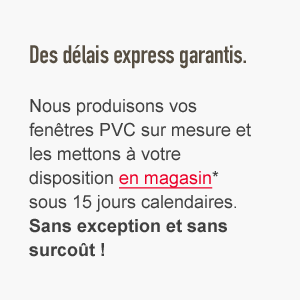 Des délais express garantis.
Nous produisons vos
fenêtres PVC sur mesure et
les mettons à votre
disposition en magasin*
sous 15 jours calendaires.
Sans exception et sans
surcoût !